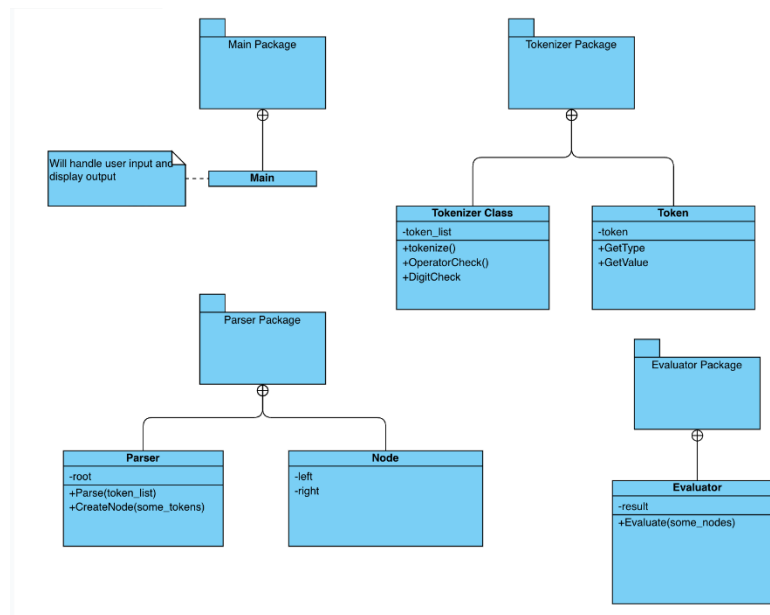 Main Package
Will handle user input and
display output
Main
Tokenizer Package
Tokenizer Class
-token_list
+tokenize()
+OperatorCheck()
+DigitCheck
Token
-token
+GetType
+GetValue
Parser Package
Parser
-root
+Parse(token_list)
+CreateNode(some_tokens)
Node
-left
-right
Evaluator Package
Evaluator
-result
+Evaluate(some_nodes)